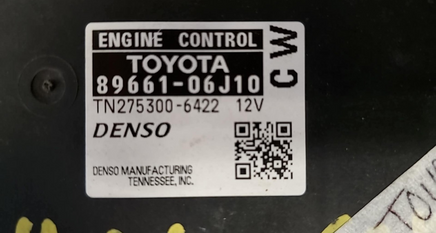 ENGINE CONTROL
TOYOTA
89661-06J10
CW
TN275300-6422 12V
DENSO
DENSO MANUFACTURING
TENNESSEE, INC.